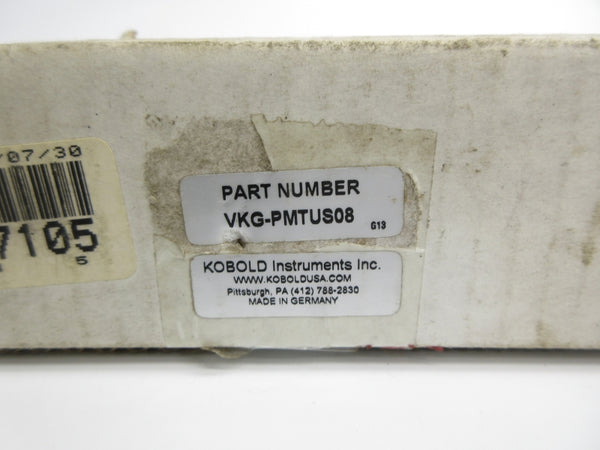 /07/30
7105
5
PART NUMBER
VKG-PMTUS08
G13
KOBOLD Instruments Inc.
WWW.KOBOLDUSA.COM
Pittsburgh, PA (412) 788-2830
MADE IN GERMANY